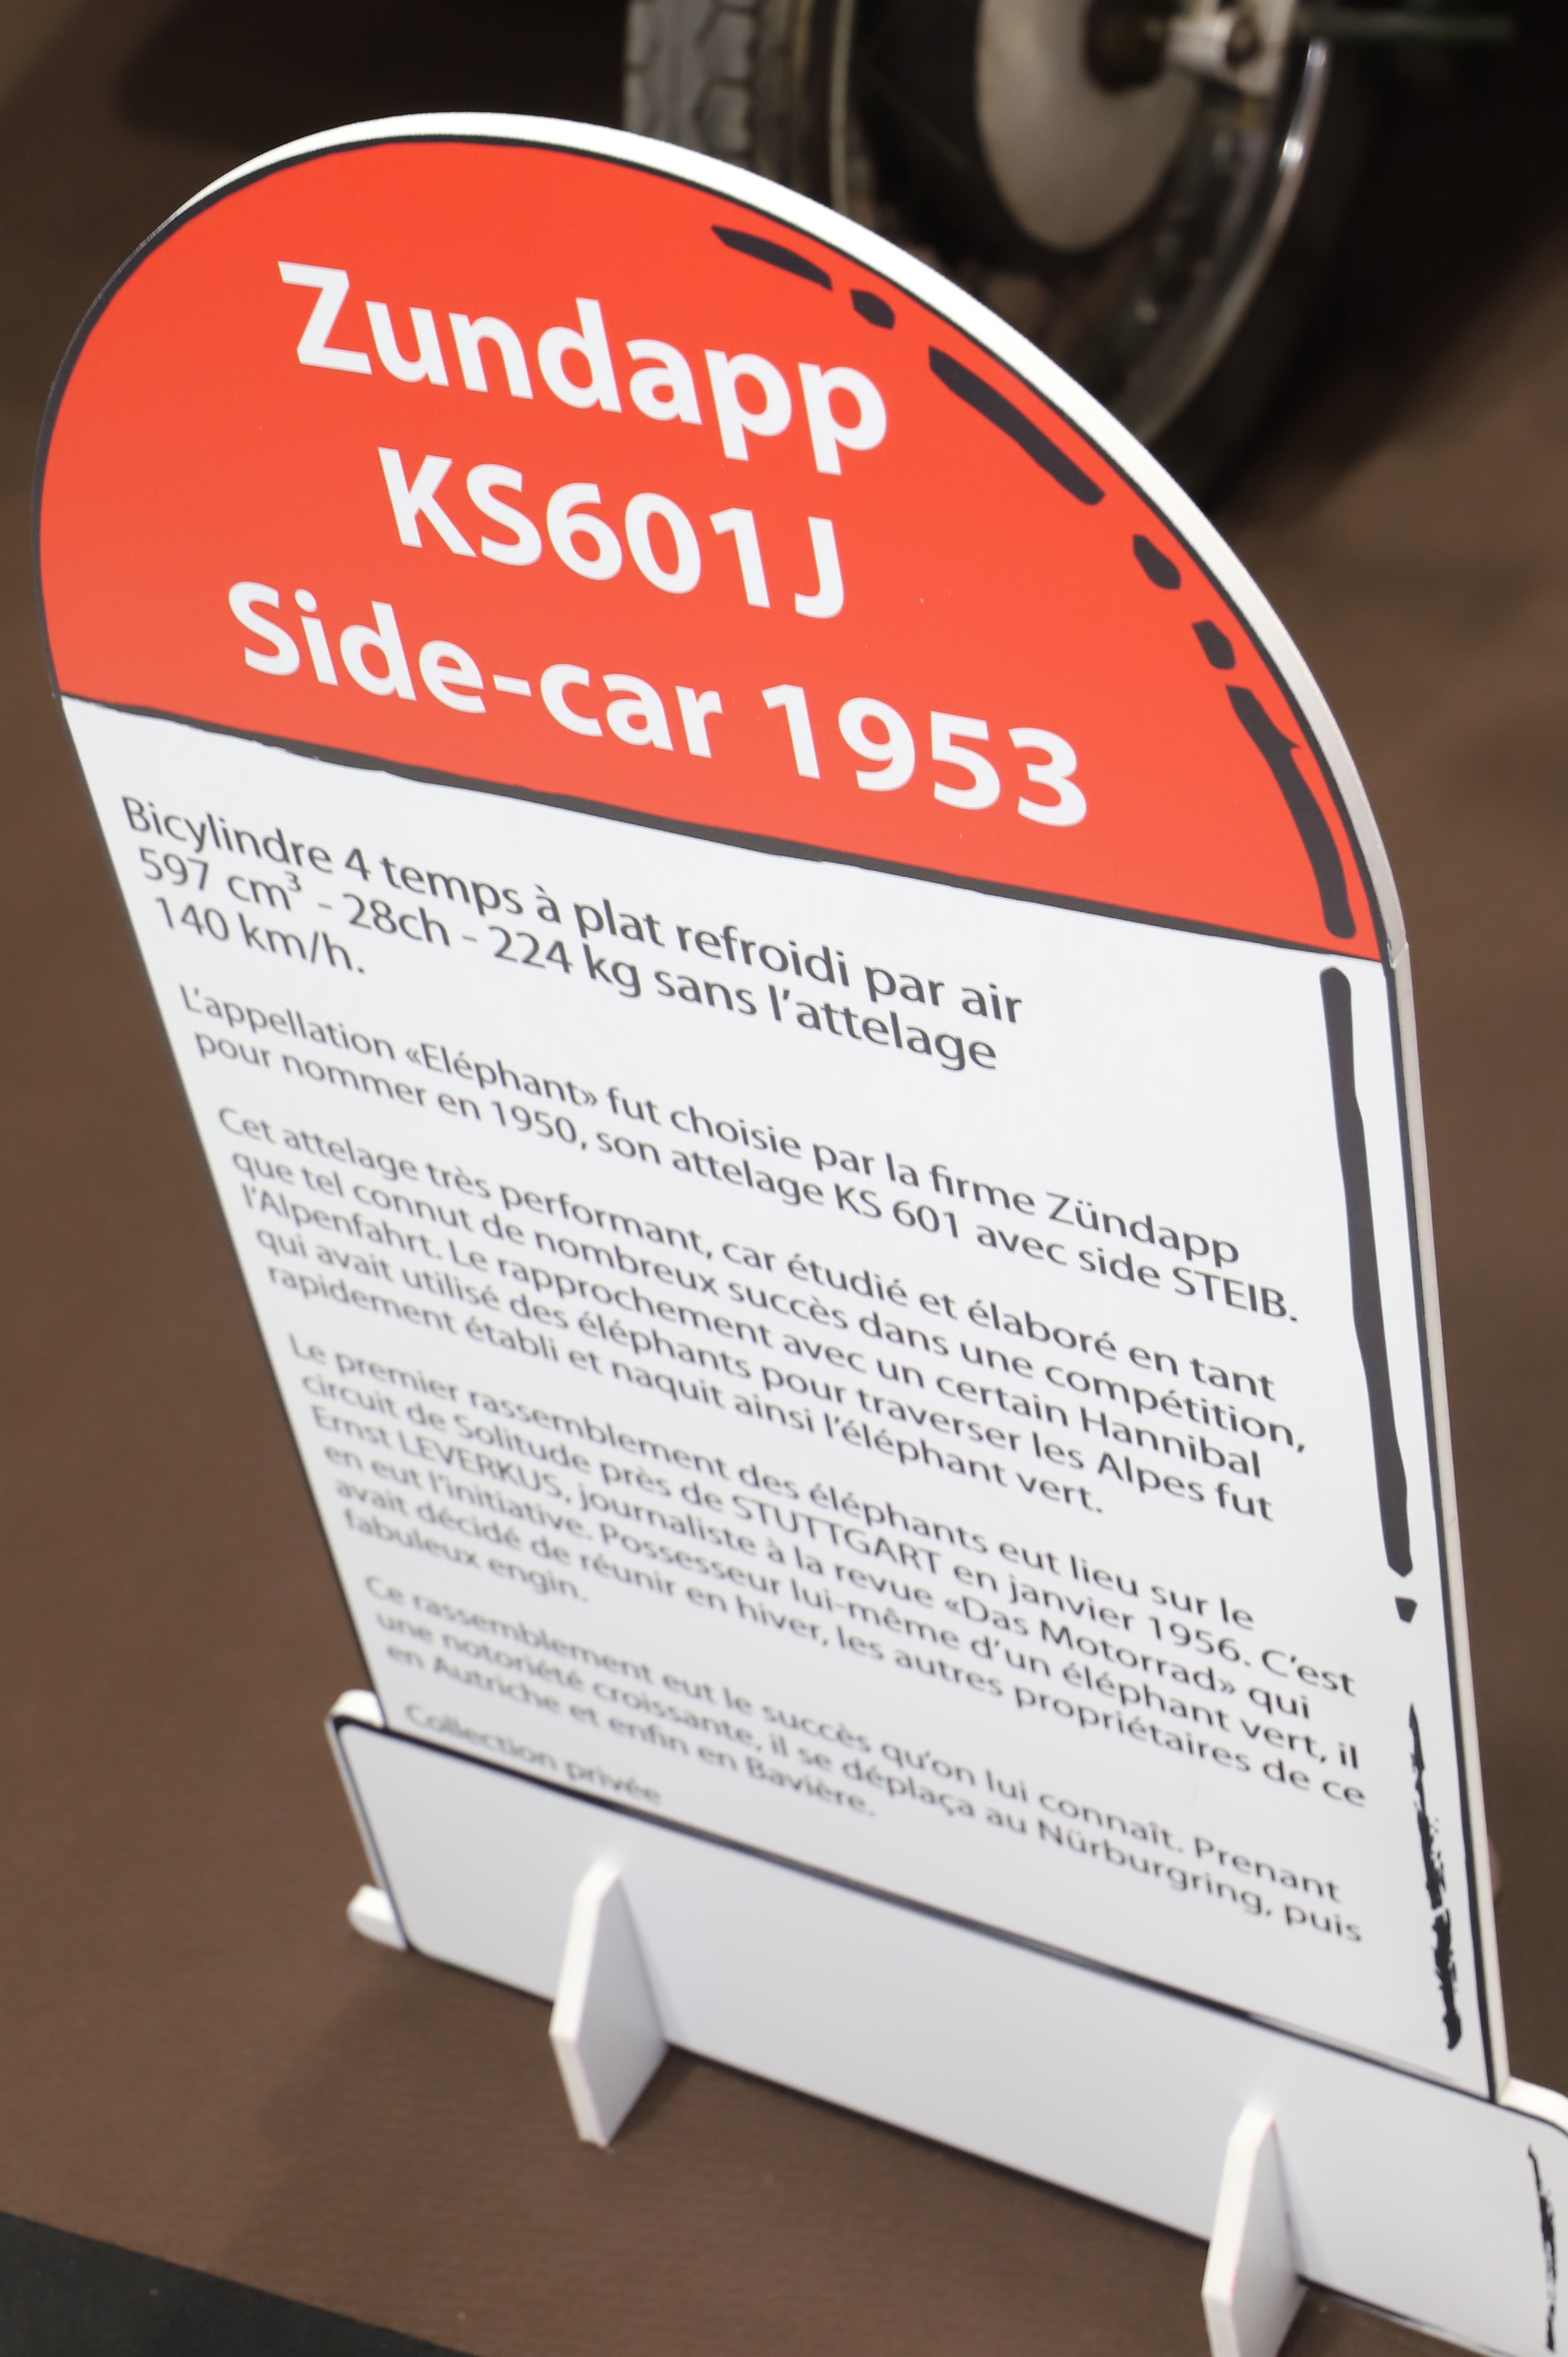 Zundapp
KS601J
Side-car 1953
Bicylindre 4 temps à plat refroidi par air
597 cm³ - 28ch - 224 kg sans l'attelage
140 km/h.
L'appellation «Eléphant» fut choisie par la firme Zündapp
pour nommer en 1950, son attelage KS 601 avec side STEIB.
Cet attelage très performant, car étudié et élaboré en tant
que tel connut de nombreux succès dans une compétition,
l'Alpenfahrt. Le rapprochement avec un certain Hannibal
qui avait utilisé des éléphants pour traverser les Alpes fut
rapidement établi et naquit ainsi l'éléphant vert.
Le premier rassemblement des éléphants eut lieu sur le
circuit de Solitude près de STUTTGART en janvier 1956. C'est
Ernst LEVERKUS, journaliste à la revue «Das Motorrad» qui
en eut l'initiative. Possesseur lui-même d'un éléphant vert, il
avait décidé de réunir en hiver, les autres propriétaires de ce
fabuleux engin.
Ce rassemblement eut le succès qu'on lui connaît. Prenant
une notoriété croissante, il se déplaça au Nürburgring, puis
en Autriche et enfin en Bavière.
Collection privée